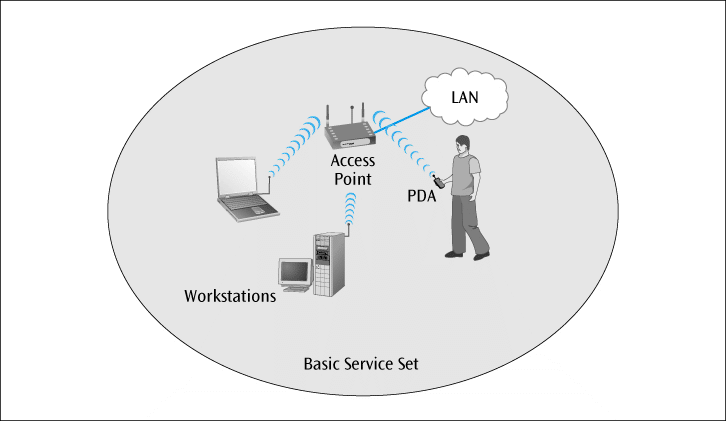 LAN
Access
Point
PDA
Workstations
Basic Service Set